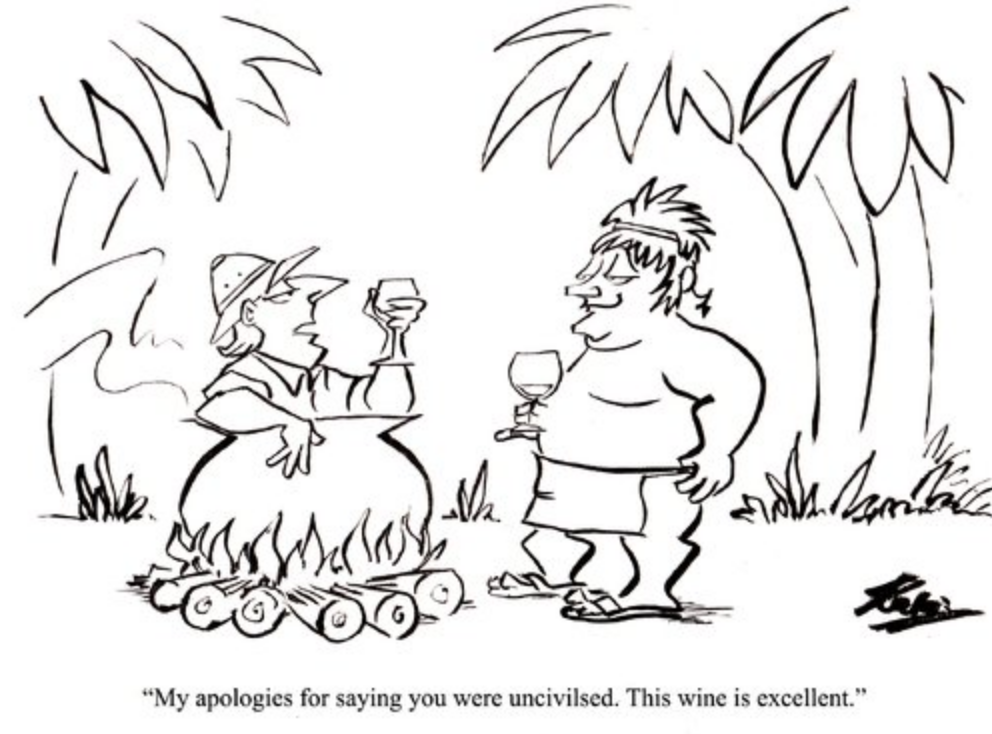 “My apologies for saying you were uncivilsed. This wine is excellent.”